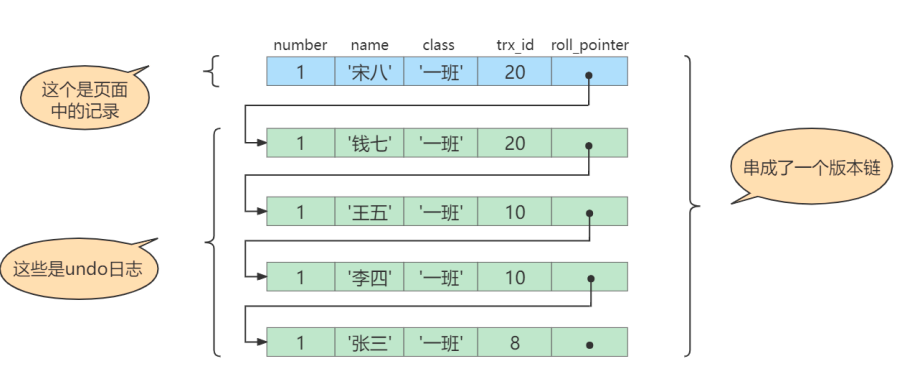 number name class trx_id roll_pointer
1 '宋八' '一班' 20
这个是页面
中的记录
1 '钱七' '一班' 20
串成了一个版本链
1 '王五' '一班' 10
这些是undo日志
1 '李四' '一班' 10
1 '张三' '一班' 8